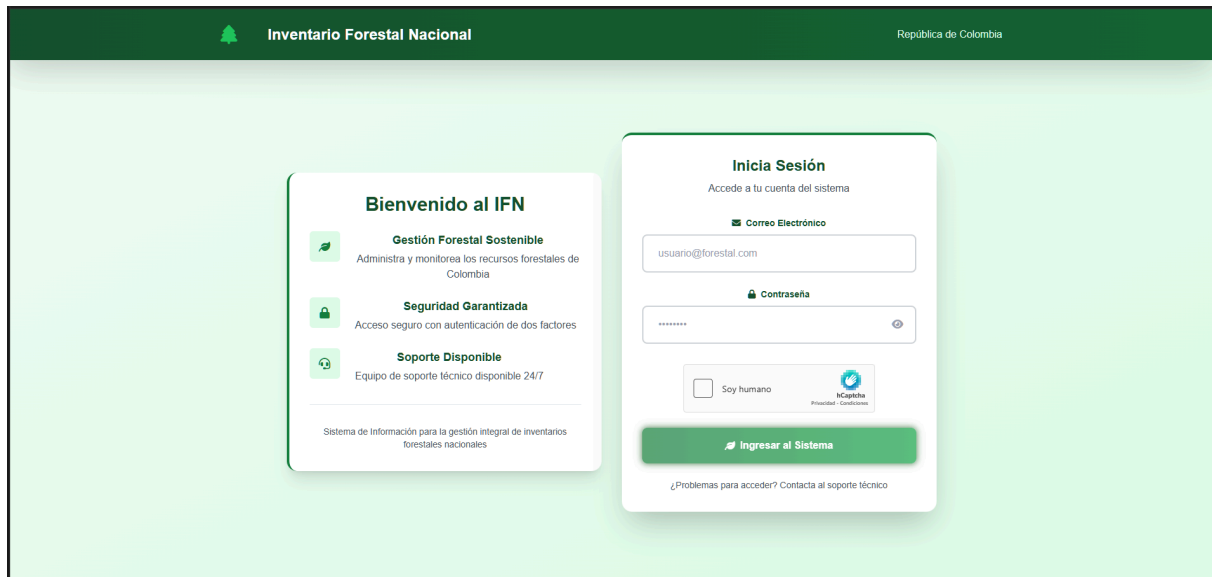 Inventario Forestal Nacional
República de Colombia
Bienvenido al IFN
Gestión Forestal Sostenible
Administra y monitorea los recursos forestales de
Colombia
Seguridad Garantizada
Acceso seguro con autenticación de dos factores
Soporte Disponible
Equipo de soporte técnico disponible 24/7
Sistema de Información para la gestión integral de inventarios
forestales nacionales
Inicia Sesión
Accede a tu cuenta del sistema
Correo Electrónico
usuario@forestal.com
Contraseña
••••••••
Soy humano
hCaptcha
Privacidad - Condiciones
Ingresar al Sistema
¿Problemas para acceder? Contacta al soporte técnico